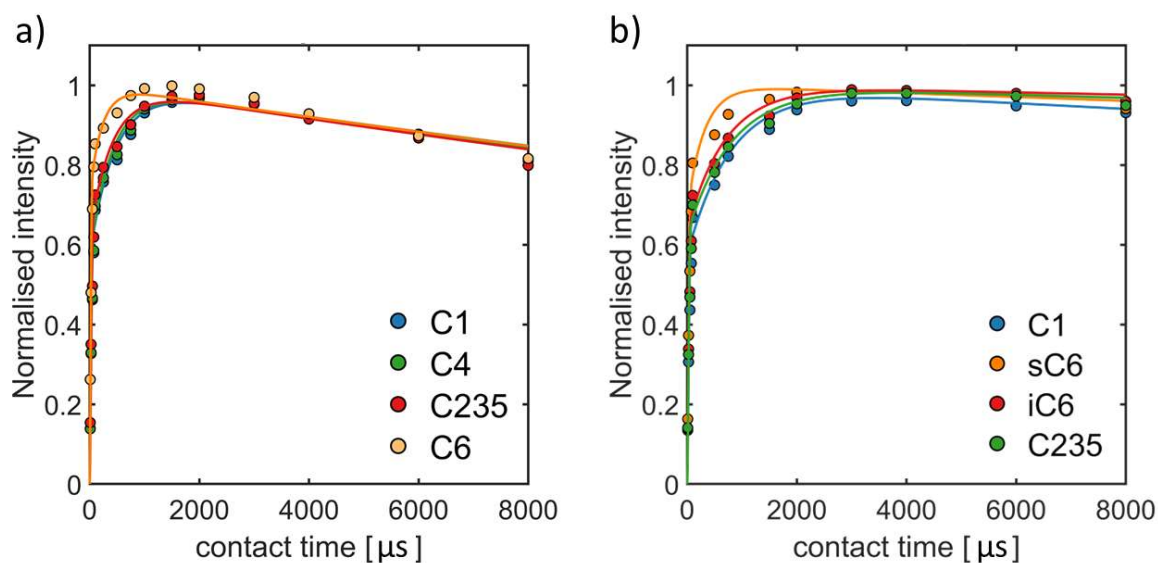 a)
Normalised intensity
1
0.8
0.6
0.4
0.2
0
0 2000 4000 6000 8000
contact time [µs]
C1
C4
C235
C6
b)
Normalised intensity
1
0.8
0.6
0.4
0.2
0
0 2000 4000 6000 8000
contact time [µs]
C1
sC6
iC6
C235